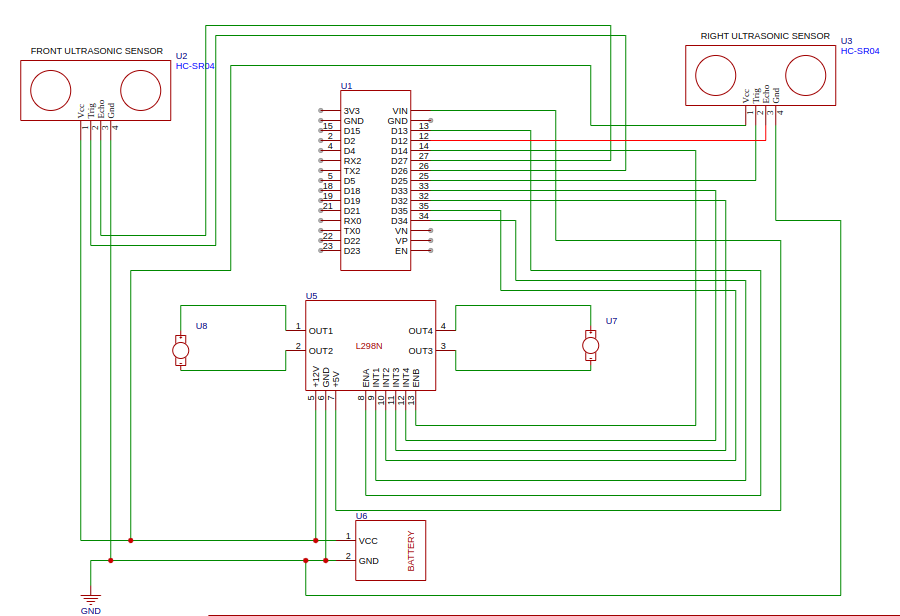 FRONT ULTRASONIC SENSOR
U2
HC-SR04
Vcc
Trig
Echo
Gnd
1
2
3
4
RIGHT ULTRASONIC SENSOR
U3
HC-SR04
Vcc
Trig
Echo
Gnd
1
2
3
4
U1
3V3 VIN
GND GND
15 D15 D13 13
2 D2 D12 12
4 D4 D14 14
RX2 D27 27
TX2 D26 26
5 D5 D25 25
18 D18 D33 33
19 D19 D32 32
21 D21 D35 35
RX0 D34 34
TX0 VN
22 D22 VP
23 D23 EN
U5
1 OUT1 OUT4 4
2 OUT2 OUT3 3
L298N
+12V
GND
+5V
ENA
INT1
INT2
INT3
INT4
ENB
5
6
7
8
9
10
11
12
13
U8
U7
U6
1 VCC
2 GND
BATTERY
GND